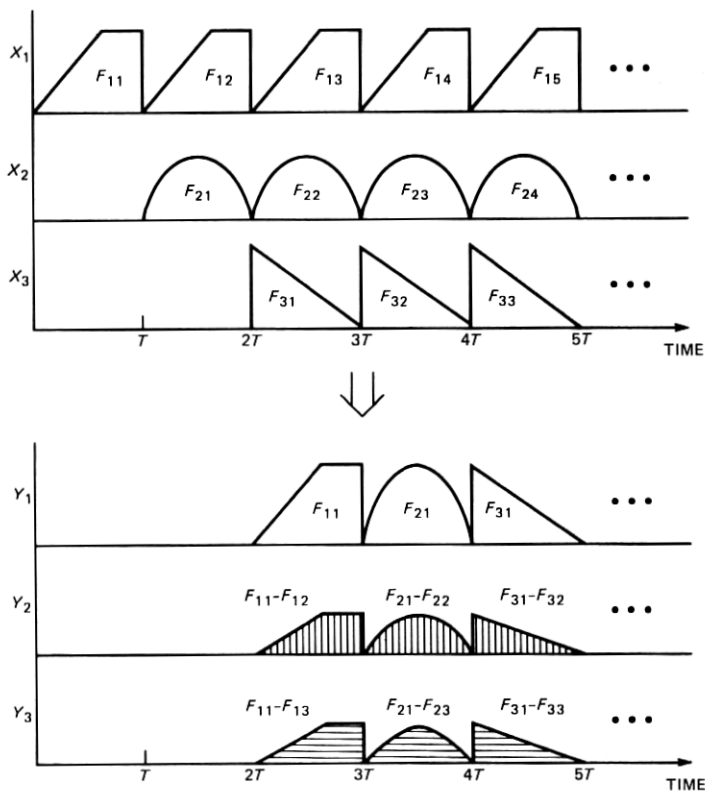 X1 F11 F12 F13 F14 F15 •••
X2 F21 F22 F23 F24 •••
X3 F31 F32 F33 •••
T 2T 3T 4T 5T
TIME
Y1 F11 F21 F31 •••
Y2 F11–F12 F21–F22 F31–F32 •••
Y3 F11–F13 F21–F23 F31–F33 •••
T 2T 3T 4T 5T
TIME